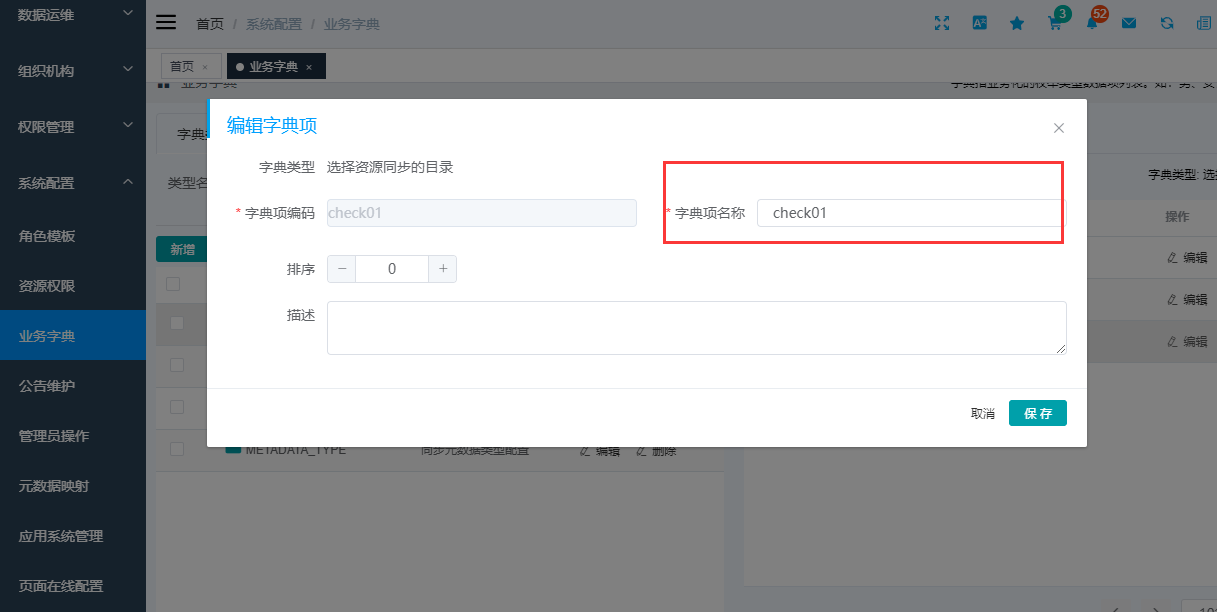 数据运维
组织机构
权限管理
系统配置
角色模板
资源权限
业务字典
公告维护
管理员操作
元数据映射
应用系统管理
页面在线配置
首页 / 系统配置 / 业务字典
3
52
首页 ×
业务字典 ×
业务字典
编辑字典项
字典类型 选择资源同步的目录
* 字典项编码 check01
* 字典项名称 check01
排序 − 0 +
描述
取消 保 存
类型名
新增
字典类型: 选
操作
编辑
编辑
编辑
METADATA_TYPE 同步元数据类型配置 编辑 删除